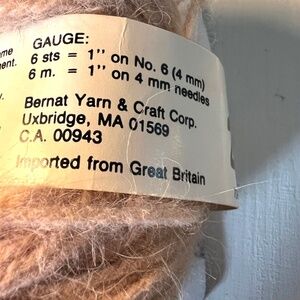 GAUGE:
6 sts = 1" on No. 6 (4 mm)
6 m. = 1" on 4 mm needles
Bernat Yarn & Craft Corp.
Uxbridge, MA 01569
C.A. 00943
Imported from Great Britain